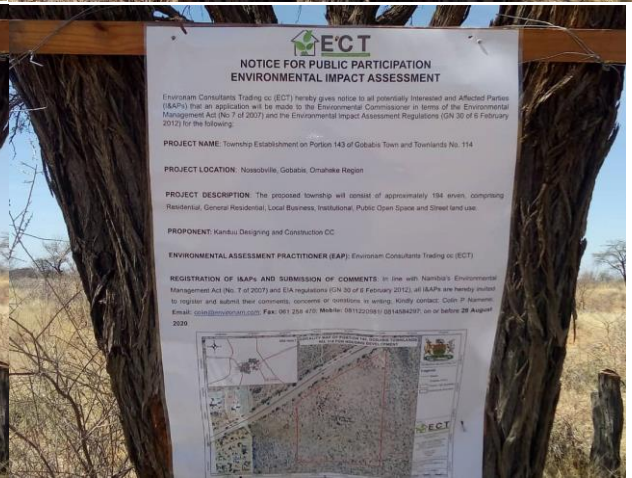 ECT
NOTICE FOR PUBLIC PARTICIPATION
ENVIRONMENTAL IMPACT ASSESSMENT
Environam Consultants Trading cc (ECT) hereby gives notice to all potentially Interested and Affected Parties
(I&APs) that an application will be made to the Environmental Commissioner in terms of the Environmental
Management Act (No 7 of 2007) and the Environmental Impact Assessment Regulations (GN 30 of 6 February
2012) for the following:
PROJECT NAME: Township Establishment on Portion 143 of Gobabis Town and Townlands No. 114
PROJECT LOCATION: Nossobville, Gobabis, Omaheke Region
PROJECT DESCRIPTION: The proposed township will consist of approximately 194 erven, comprising
Residential, General Residential, Local Business, Institutional, Public Open Space and Street land use.
PROPONENT: Kanduu Designing and Construction CC
ENVIRONMENTAL ASSESSMENT PRACTITIONER (EAP): Environam Consultants Trading cc (ECT)
REGISTRATION OF I&APs AND SUBMISSION OF COMMENTS: In line with Namibia's Environmental
Management Act (No. 7 of 2007) and EIA regulations (GN 30 of 6 February 2012), all I&APs are hereby invited
to register and submit their comments, concerns or questions in writing. Kindly contact: Colin P Namene,
Email: colin@environam.com; Fax: 061 258 470; Mobile: on or before 28 August
2020
ECT